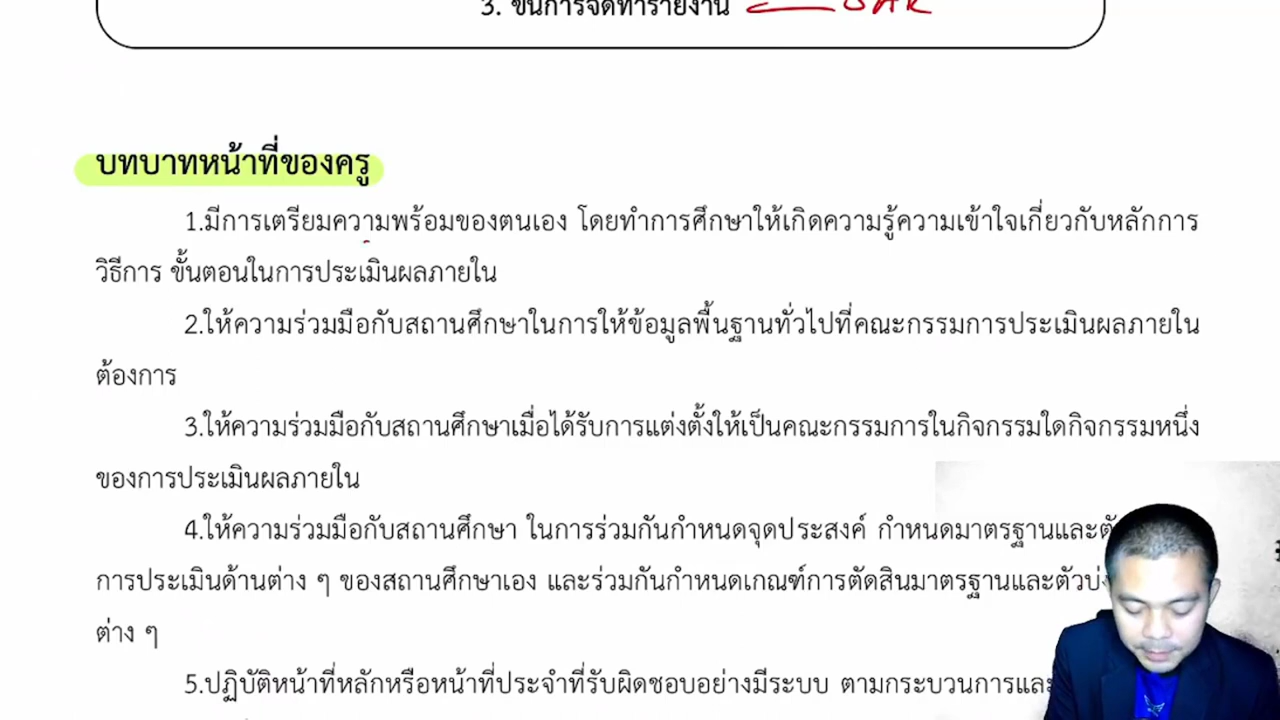 3. ขั้นการจัดทำรายงาน SAR
บทบาทหน้าที่ของครู
1.มีการเตรียมความพร้อมของตนเอง โดยทำการศึกษาให้เกิดความรู้ความเข้าใจเกี่ยวกับหลักการ
วิธีการ ขั้นตอนในการประเมินผลภายใน
2.ให้ความร่วมมือกับสถานศึกษาในการให้ข้อมูลพื้นฐานทั่วไปที่คณะกรรมการประเมินผลภายใน
ต้องการ
3.ให้ความร่วมมือกับสถานศึกษาเมื่อได้รับการแต่งตั้งให้เป็นคณะกรรมการในกิจกรรมใดกิจกรรมหนึ่ง
ของการประเมินผลภายใน
4.ให้ความร่วมมือกับสถานศึกษา ในการร่วมกันกำหนดจุดประสงค์ กำหนดมาตรฐานและ
การประเมินด้านต่าง ๆ ของสถานศึกษาเอง และร่วมกันกำหนดเกณฑ์การตัดสินมาตรฐานและ
ต่าง ๆ
5.ปฏิบัติหน้าที่หลักหรือหน้าที่ประจำที่รับผิดชอบอย่างมีระบบ ตามกระบวนการ